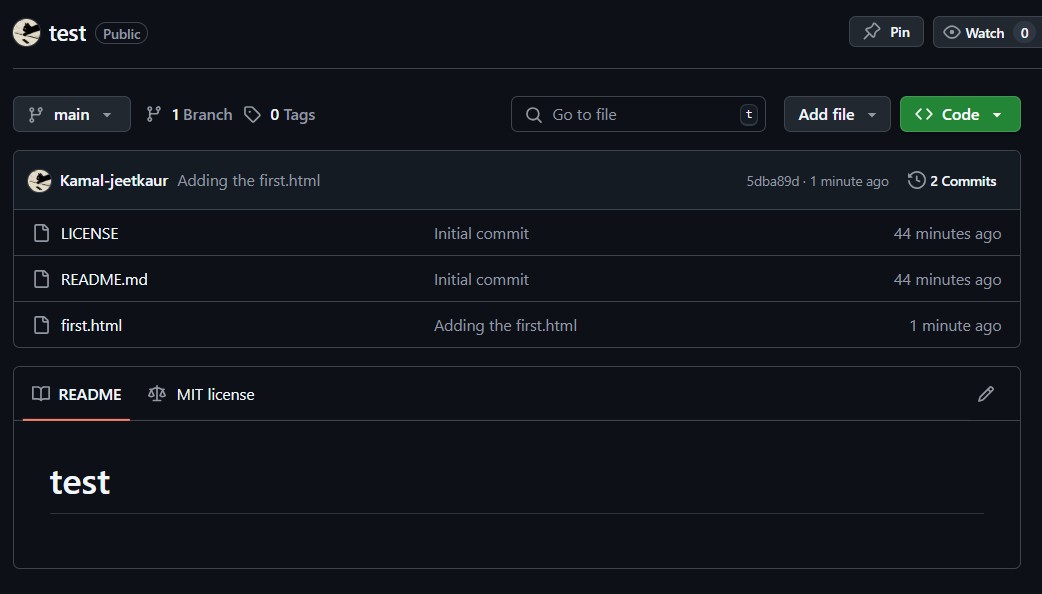 test Public Pin Watch 0
main 1 Branch 0 Tags Go to file t Add file Code
Kamal-jeetkaur Adding the first.html 5dba89d · 1 minute ago 2 Commits
LICENSE Initial commit 44 minutes ago
README.md Initial commit 44 minutes ago
first.html Adding the first.html 1 minute ago
README MIT license
test